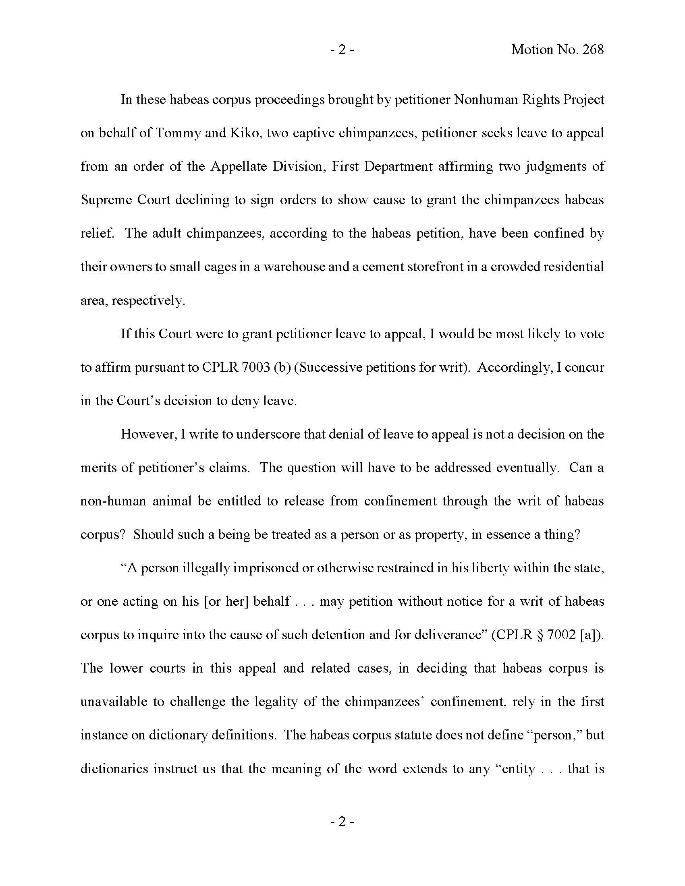 - 2 - Motion No. 268
In these habeas corpus proceedings brought by petitioner Nonhuman Rights Project
on behalf of Tommy and Kiko, two captive chimpanzees, petitioner seeks leave to appeal
from an order of the Appellate Division, First Department affirming two judgments of
Supreme Court declining to sign orders to show cause to grant the chimpanzees habeas
relief. The adult chimpanzees, according to the habeas petition, have been confined by
their owners to small cages in a warehouse and a cement storefront in a crowded residential
area, respectively.
If this Court were to grant petitioner leave to appeal, I would be most likely to vote
to affirm pursuant to CPLR 7003 (b) (Successive petitions for writ). Accordingly, I concur
in the Court's decision to deny leave.
However, I write to underscore that denial of leave to appeal is not a decision on the
merits of petitioner's claims. The question will have to be addressed eventually. Can a
non-human animal be entitled to release from confinement through the writ of habeas
corpus? Should such a being be treated as a person or as property, in essence a thing?
“A person illegally imprisoned or otherwise restrained in his liberty within the state,
or one acting on his [or her] behalf . . . may petition without notice for a writ of habeas
corpus to inquire into the cause of such detention and for deliverance” (CPLR § 7002 [a]).
The lower courts in this appeal and related cases, in deciding that habeas corpus is
unavailable to challenge the legality of the chimpanzees' confinement, rely in the first
instance on dictionary definitions. The habeas corpus statute does not define “person,” but
dictionaries instruct us that the meaning of the word extends to any “entity . . . that is
- 2 -